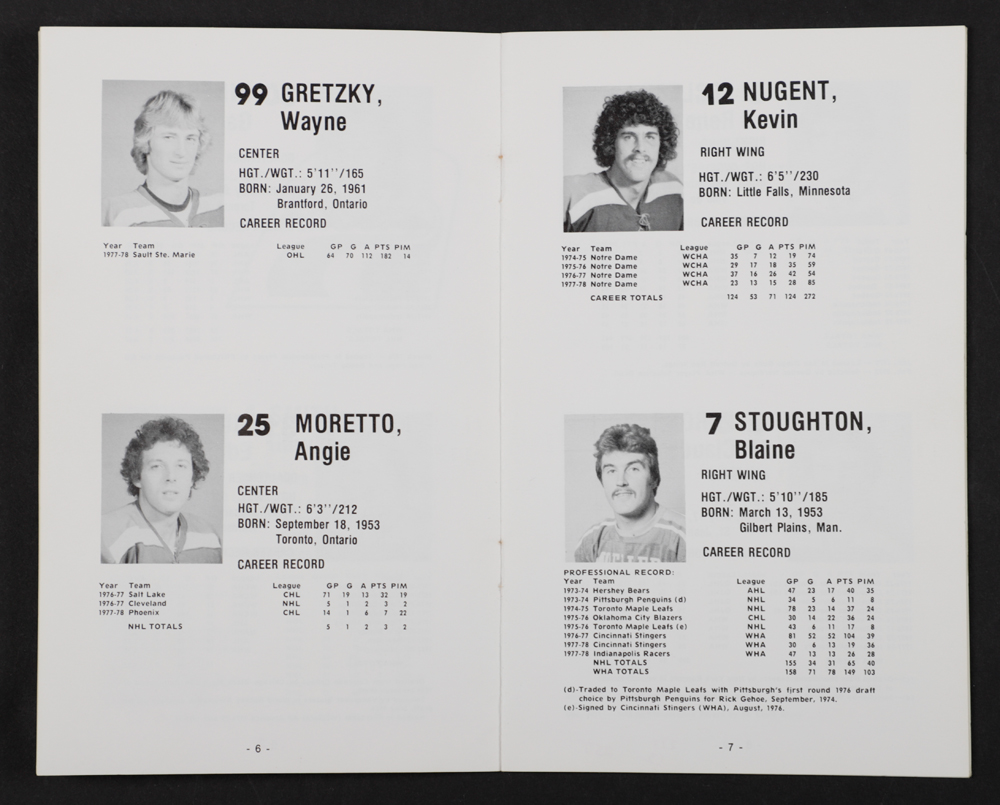 99 GRETZKY,
Wayne
CENTER
HGT./WGT.: 5'11''/165
BORN: January 26, 1961
Brantford, Ontario
CAREER RECORD
Year Team League GP G A PTS PIM
1977-78 Sault Ste. Marie OHL 64 70 112 182 14
25 MORETTO,
Angie
CENTER
HGT./WGT.: 6'3''/212
BORN: September 18, 1953
Toronto, Ontario
CAREER RECORD
Year Team League GP G A PTS PIM
1976-77 Salt Lake CHL 71 19 13 32 19
1976-77 Cleveland NHL 5 1 2 3 2
1977-78 Phoenix CHL 14 1 6 7 22
NHL TOTALS 5 1 2 3 2
- 6 -
12 NUGENT,
Kevin
RIGHT WING
HGT./WGT.: 6'5''/230
BORN: Little Falls, Minnesota
CAREER RECORD
Year Team League GP G A PTS PIM
1974-75 Notre Dame WCHA 35 7 12 19 74
1975-76 Notre Dame WCHA 29 17 18 35 59
1976-77 Notre Dame WCHA 37 16 26 42 54
1977-78 Notre Dame WCHA 23 13 15 28 85
CAREER TOTALS 124 53 71 124 272
7 STOUGHTON,
Blaine
RIGHT WING
HGT./WGT.: 5'10''/185
BORN: March 13, 1953
Gilbert Plains, Man.
CAREER RECORD
PROFESSIONAL RECORD:
Year Team League GP G A PTS PIM
1973-74 Hershey Bears AHL 47 23 17 40 35
1973-74 Pittsburgh Penguins (d) NHL 34 5 6 11 8
1974-75 Toronto Maple Leafs NHL 78 23 14 37 24
1975-76 Oklahoma City Blazers CHL 30 14 22 36 24
1975-76 Toronto Maple Leafs (e) NHL 43 6 11 17 8
1976-77 Cincinnati Stingers WHA 81 52 52 104 39
1977-78 Cincinnati Stingers WHA 30 6 13 19 36
1977-78 Indianapolis Racers WHA 47 13 13 26 28
NHL TOTALS 155 34 31 65 40
WHA TOTALS 158 71 78 149 103
(d)-Traded to Toronto Maple Leafs with Pittsburgh's first round 1976 draft
choice by Pittsburgh Penguins for Rick Gehoe, September, 1974.
(e)-Signed by Cincinnati Stingers (WHA), August, 1976.
- 7 -